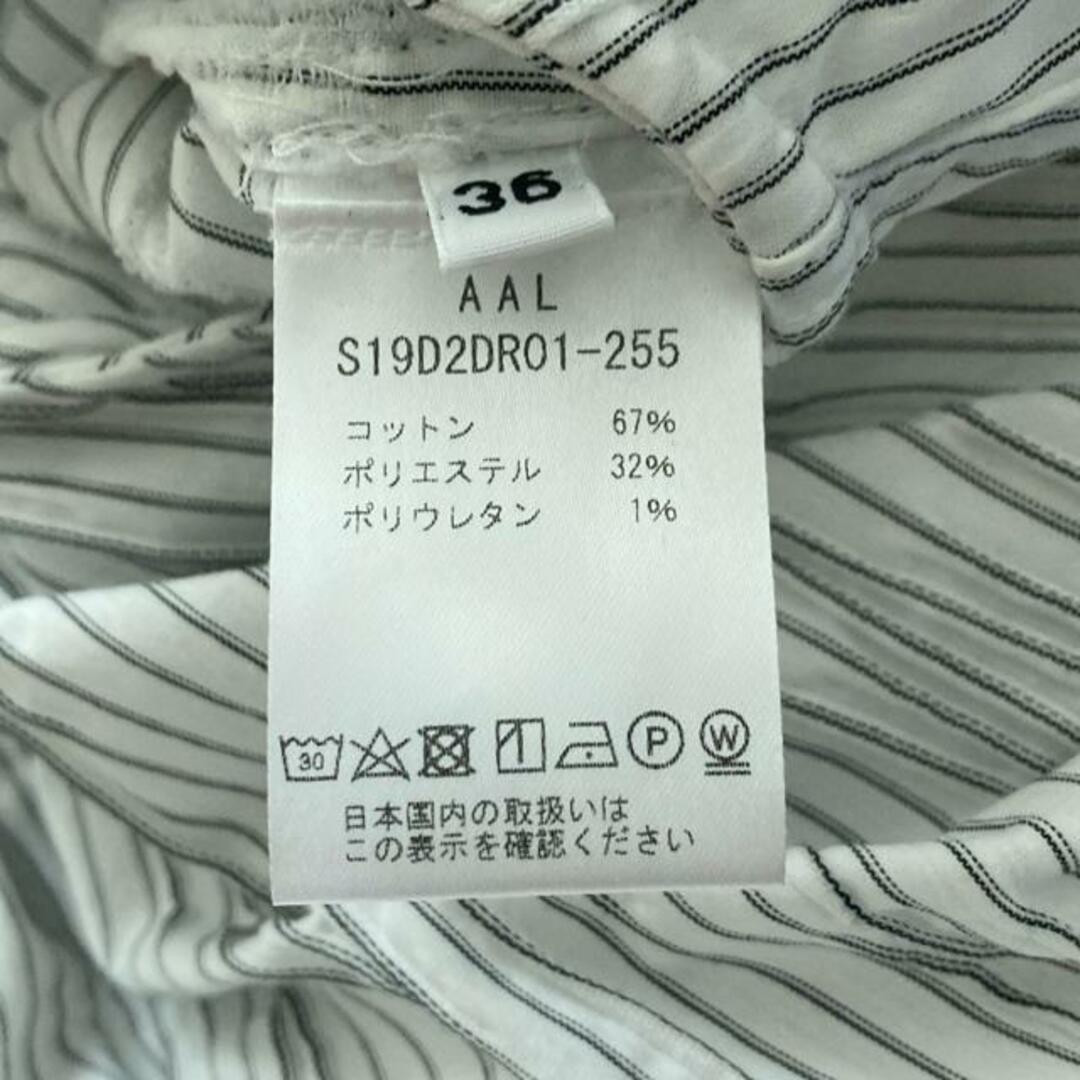 36
AAL
S19D2DR01-255
コットン 67%
ポリエステル 32%
ポリウレタン 1%
30 P W
日本国内の取扱いは
この表示を確認ください